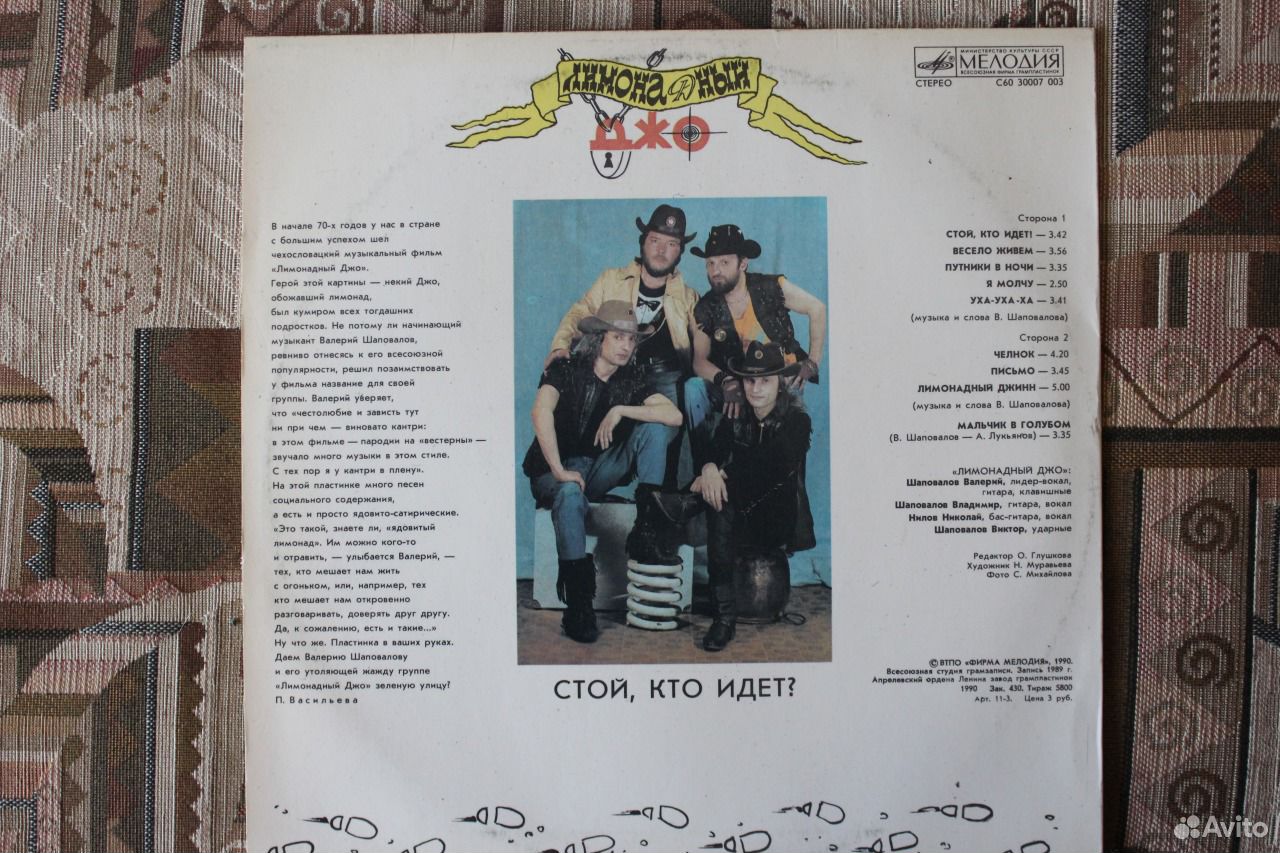 ЛИМОНАДНЫЙ
ДЖО
МИНИСТЕРСТВО КУЛЬТУРЫ СССР
МЕЛОДИЯ
ВСЕСОЮЗНАЯ ФИРМА ГРАМПЛАСТИНОК
СТЕРЕО С60 30007 003
В начале 70-х годов у нас в стране
с большим успехом шел
чехословацкий музыкальный фильм
«Лимонадный Джо».
Герой этой картины — некий Джо,
обожавший лимонад,
был кумиром всех тогдашних
подростков. Не потому ли начинающий
музыкант Валерий Шаповалов,
ревниво отнесясь к его всесоюзной
популярности, решил позаимствовать
у фильма название для своей
группы. Валерий уверяет,
что «честолюбие и зависть тут
ни при чем — виновато кантри:
в этом фильме — пародии на «вестерны» —
звучало много музыки в этом стиле.
С тех пор я у кантри в плену».
На этой пластинке много песен
социального содержания,
а есть и просто ядовито-сатирические.
«Это такой, знаете ли, «ядовитый
лимонад». Им можно кого-то
и отравить, — улыбается Валерий, —
тех, кто мешает нам жить
с огоньком, или, например, тех
кто мешает нам откровенно
разговаривать, доверять друг другу.
Да, к сожалению, есть и такие...»
Ну что же. Пластинка в ваших руках.
Даем Валерию Шаповалову
и его утоляющей жажду группе
«Лимонадный Джо» зеленую улицу?
П. Васильева
СТОЙ, КТО ИДЕТ?
Сторона 1
СТОЙ, КТО ИДЕТ! — 3.42
ВЕСЕЛО ЖИВЕМ — 3.56
ПУТНИКИ В НОЧИ — 3.35
Я МОЛЧУ — 2.50
УХА-УХА-ХА — 3.41
(музыка и слова В. Шаповалова)
Сторона 2
ЧЕЛНОК — 4.20
ПИСЬМО — 3.45
ЛИМОНАДНЫЙ ДЖИНН — 5.00
(музыка и слова В. Шаповалова)
МАЛЬЧИК В ГОЛУБОМ
(В. Шаповалов — А. Лукьянов) — 3.35
«ЛИМОНАДНЫЙ ДЖО»:
Шаповалов Валерий, лидер-вокал,
гитара, клавишные
Шаповалов Владимир, гитара, вокал
Нилов Николай, бас-гитара, вокал
Шаповалов Виктор, ударные
Редактор О. Глушкова
Художник Н. Муравьева
Фото С. Михайлова
© ВТПО «ФИРМА МЕЛОДИЯ», 1990.
Всесоюзная студия грамзаписи. Запись 1989 г.
Апрелевский ордена Ленина завод грампластинок
1990 Зак. 430, Тираж 5800
Арт. 11-3. Цена 3 руб.
Avito